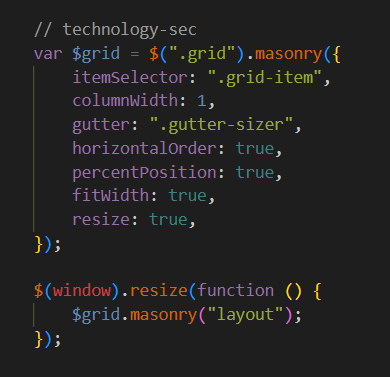 // technology-sec
var $grid = $(".grid").masonry({
    itemSelector: ".grid-item",
    columnWidth: 1,
    gutter: ".gutter-sizer",
    horizontalOrder: true,
    percentPosition: true,
    fitWidth: true,
    resize: true,
});

$(window).resize(function () {
    $grid.masonry("layout");
});